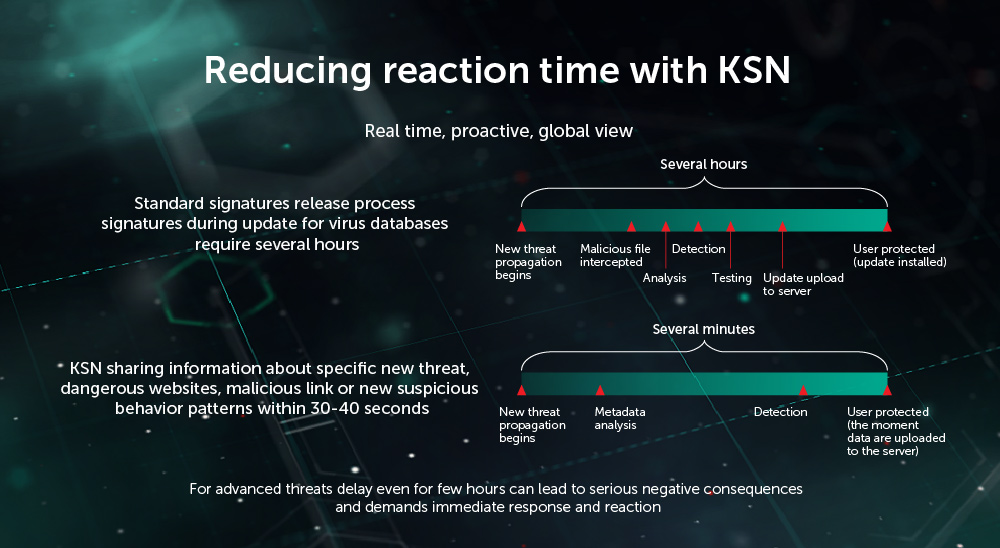 Reducing reaction time with KSN
Real time, proactive, global view
Standard signatures release process
signatures during update for virus databases
require several hours
Several hours
New threat
propagation
begins
Malicious file
intercepted
Analysis
Detection
Testing
Update upload
to server
User protected
(update installed)
KSN sharing information about specific new threat,
dangerous websites, malicious link or new suspicious
behavior patterns within 30-40 seconds
Several minutes
New threat
propagation
begins
Metadata
analysis
Detection
User protected
(the moment
data are uploaded
to the server)
For advanced threats delay even for few hours can lead to serious negative consequences
and demands immediate response and reaction